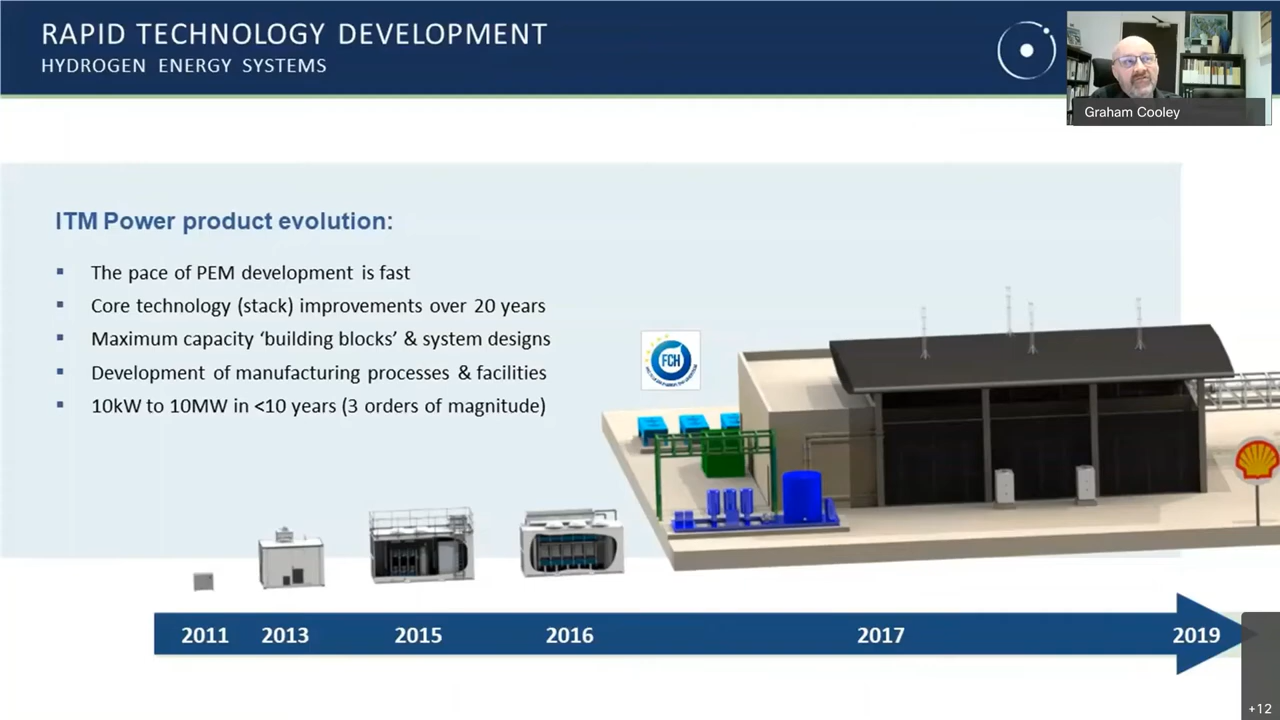 RAPID TECHNOLOGY DEVELOPMENT
HYDROGEN ENERGY SYSTEMS
Graham Cooley
ITM Power product evolution:
The pace of PEM development is fast
Core technology (stack) improvements over 20 years
Maximum capacity ‘building blocks’ & system designs
Development of manufacturing processes & facilities
10kW to 10MW in <10 years (3 orders of magnitude)
FCH
2011 2013 2015 2016 2017 2019
+12